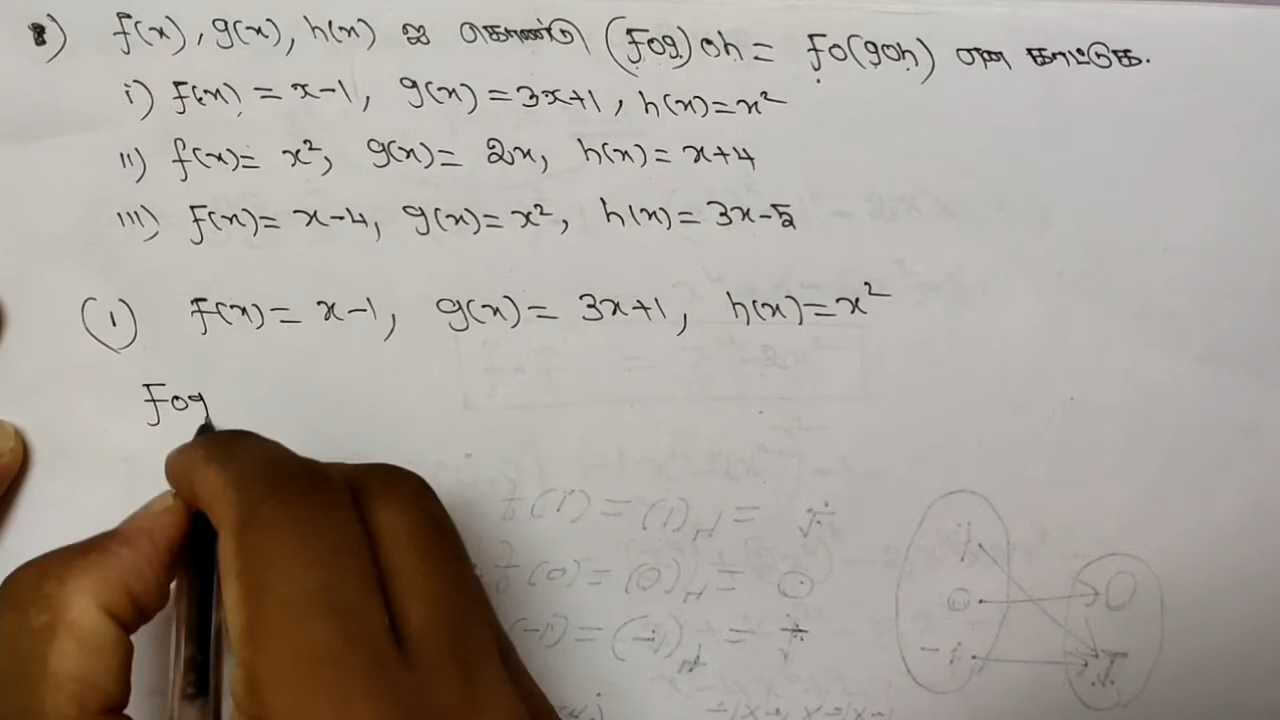 8) f(x), g(x), h(x) ஐ கொண்டு (fog)oh = fo(goh) என காட்டுக.
i) f(x) = x-1, g(x) = 3x+1, h(x) = x²
ii) f(x) = x², g(x) = 2x, h(x) = x+4
iii) f(x) = x-4, g(x) = x², h(x) = 3x-5
(i) f(x) = x-1, g(x) = 3x+1, h(x) = x²
fog